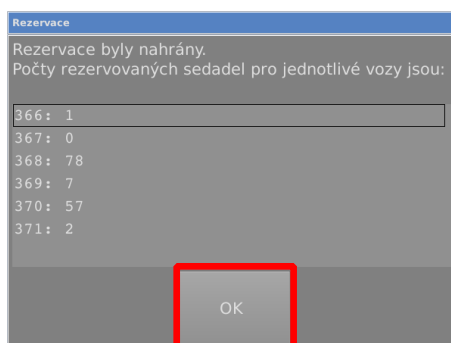 Rezervace
Rezervace byly nahrány.
Počty rezervovaných sedadel pro jednotlivé vozy jsou:
366: 1
367: 0
368: 78
369: 7
370: 57
371: 2
OK